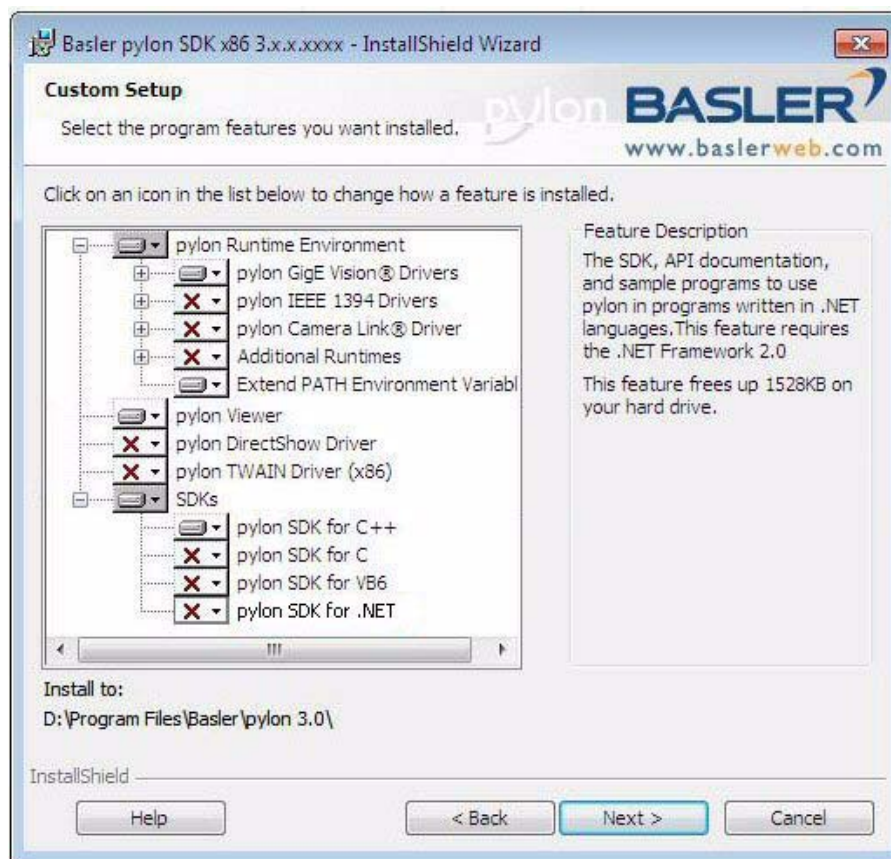 Basler pylon SDK x86 3.x.x.xxxx - InstallShield Wizard
Custom Setup
Select the program features you want installed.
pylon
BASLER
www.baslerweb.com
Click on an icon in the list below to change how a feature is installed.
pylon Runtime Environment
pylon GigE Vision® Drivers
pylon IEEE 1394 Drivers
pylon Camera Link® Driver
Additional Runtimes
Extend PATH Environment Variabl
pylon Viewer
pylon DirectShow Driver
pylon TWAIN Driver (x86)
SDKs
pylon SDK for C++
pylon SDK for C
pylon SDK for VB6
pylon SDK for .NET
Feature Description
The SDK, API documentation,
and sample programs to use
pylon in programs written in .NET
languages.This feature requires
the .NET Framework 2.0
This feature frees up 1528KB on
your hard drive.
Install to:
D:\Program Files\Basler\pylon 3.0\
InstallShield
Help
< Back
Next >
Cancel